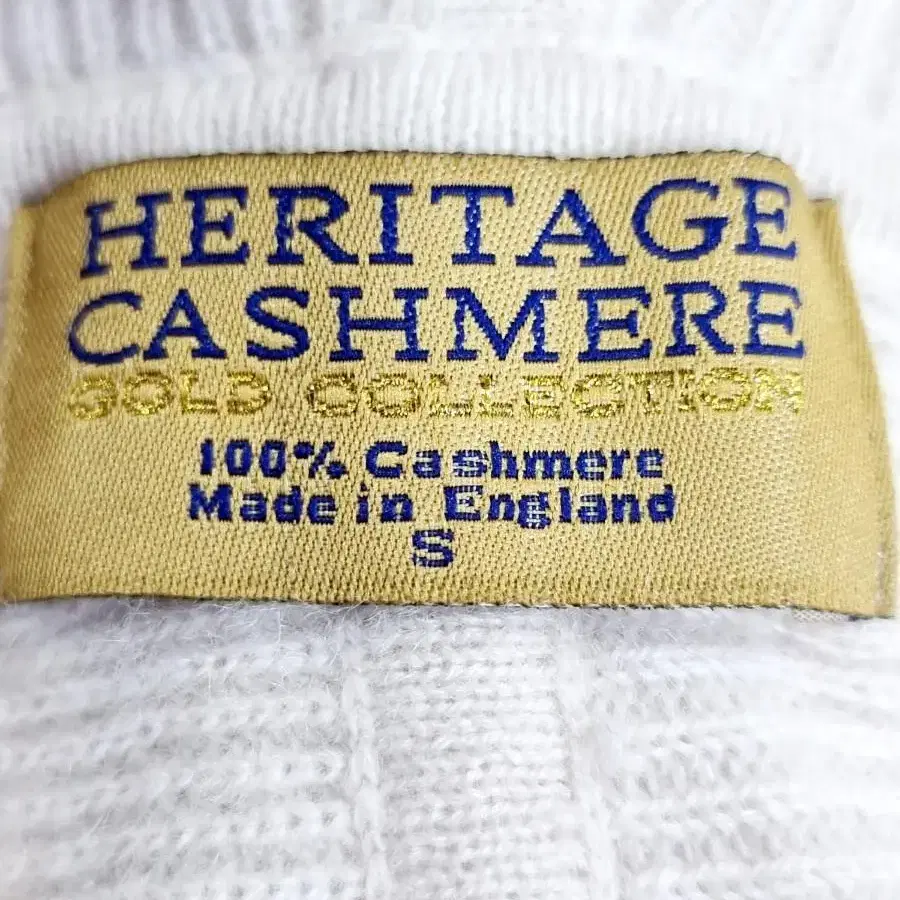 HERITAGE
CASHMERE
GOLD COLLECTION
100% Cashmere
Made in England
S